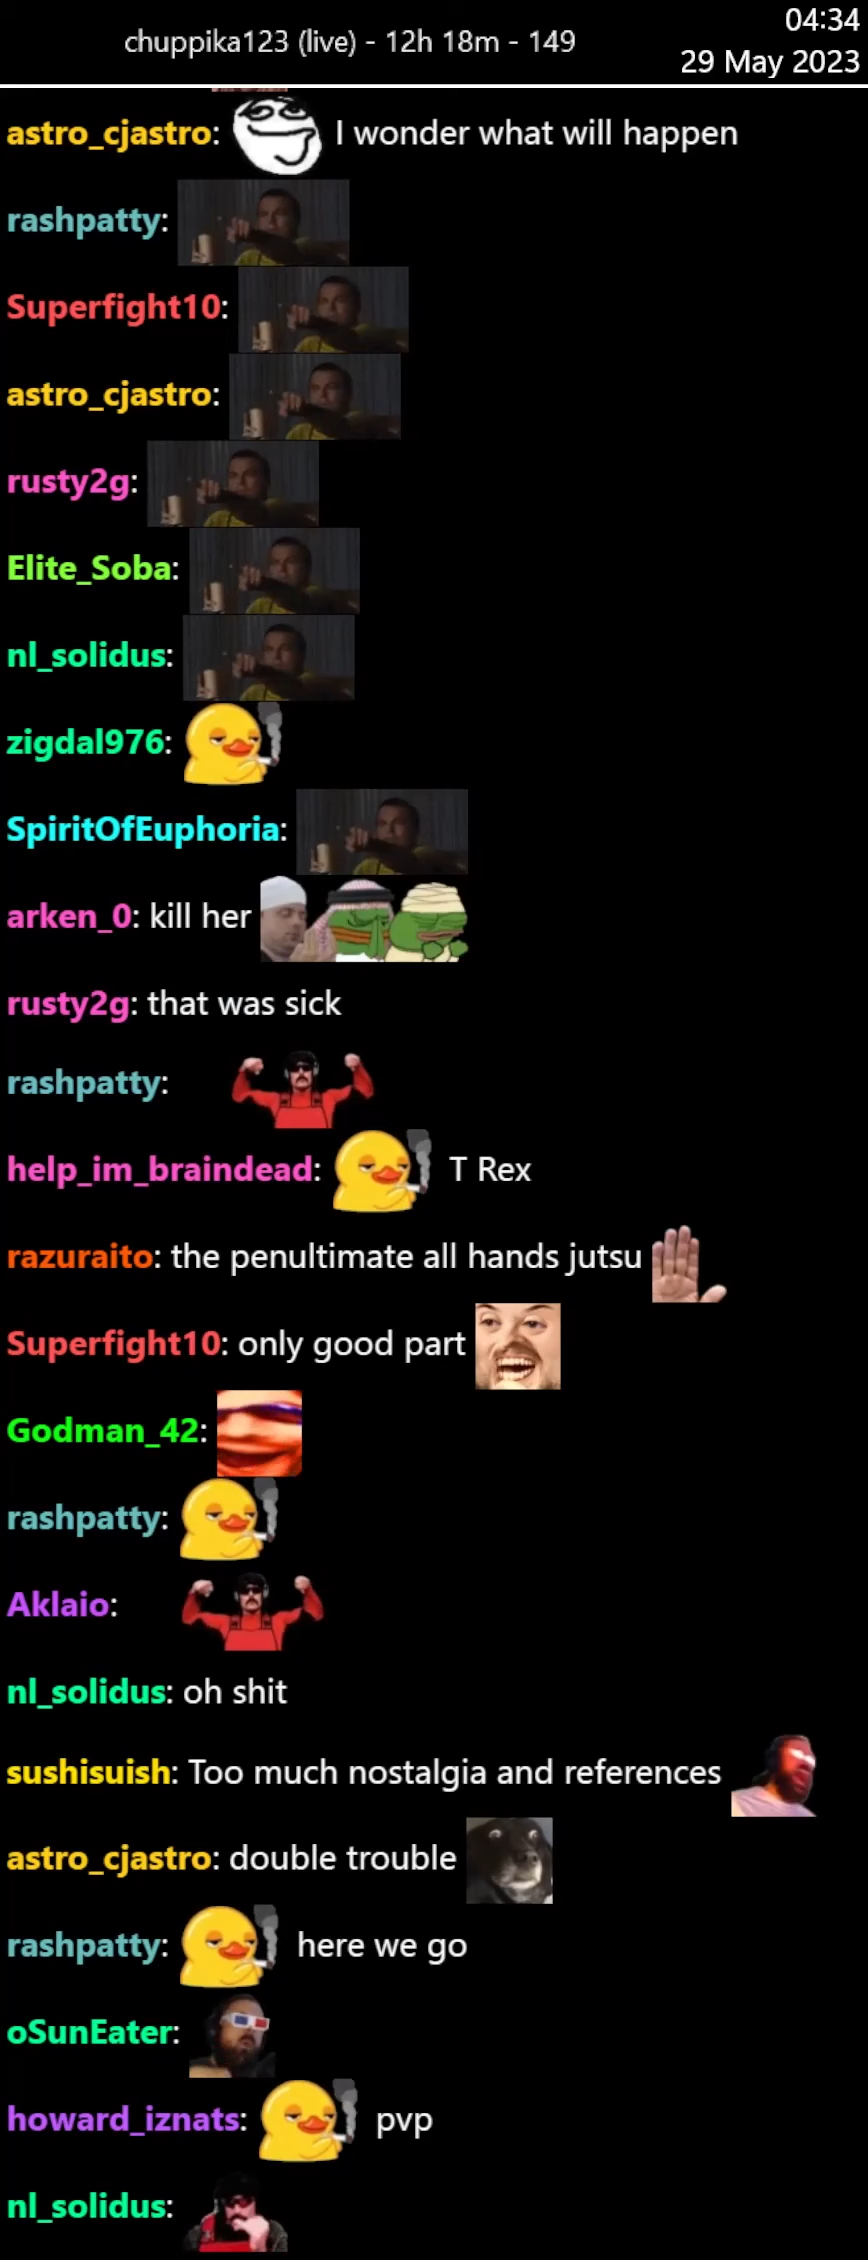 04:34
chuppika123 (live) - 12h 18m - 149
29 May 2023
astro_cjastro: I wonder what will happen
rashpatty:
Superfight10:
astro_cjastro:
rusty2g:
Elite_Soba:
nl_solidus:
zigdal976:
SpiritOfEuphoria:
arken_0: kill her
rusty2g: that was sick
rashpatty:
help_im_braindead: T Rex
razuraito: the penultimate all hands jutsu
Superfight10: only good part
Godman_42:
rashpatty:
Aklaio:
nl_solidus: oh shit
sushisuish: Too much nostalgia and references
astro_cjastro: double trouble
rashpatty: here we go
oSunEater:
howard_iznats: pvp
nl_solidus: